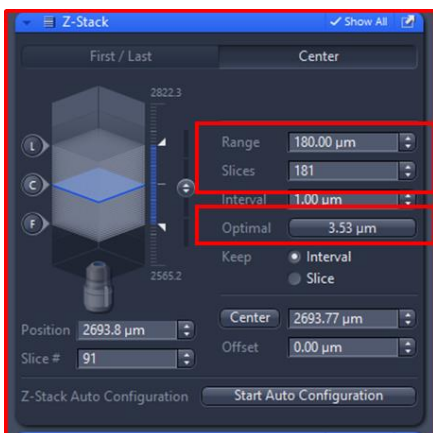 Z-Stack Show All
First / Last Center
2822.3
L
C
F
Range 180.00 µm
Slices 181
Interval 1.00 µm
Optimal 3.53 µm
Keep Interval
Slice
2565.2
Position 2693.8 µm
Center 2693.77 µm
Slice # 91
Offset 0.00 µm
Z-Stack Auto Configuration Start Auto Configuration